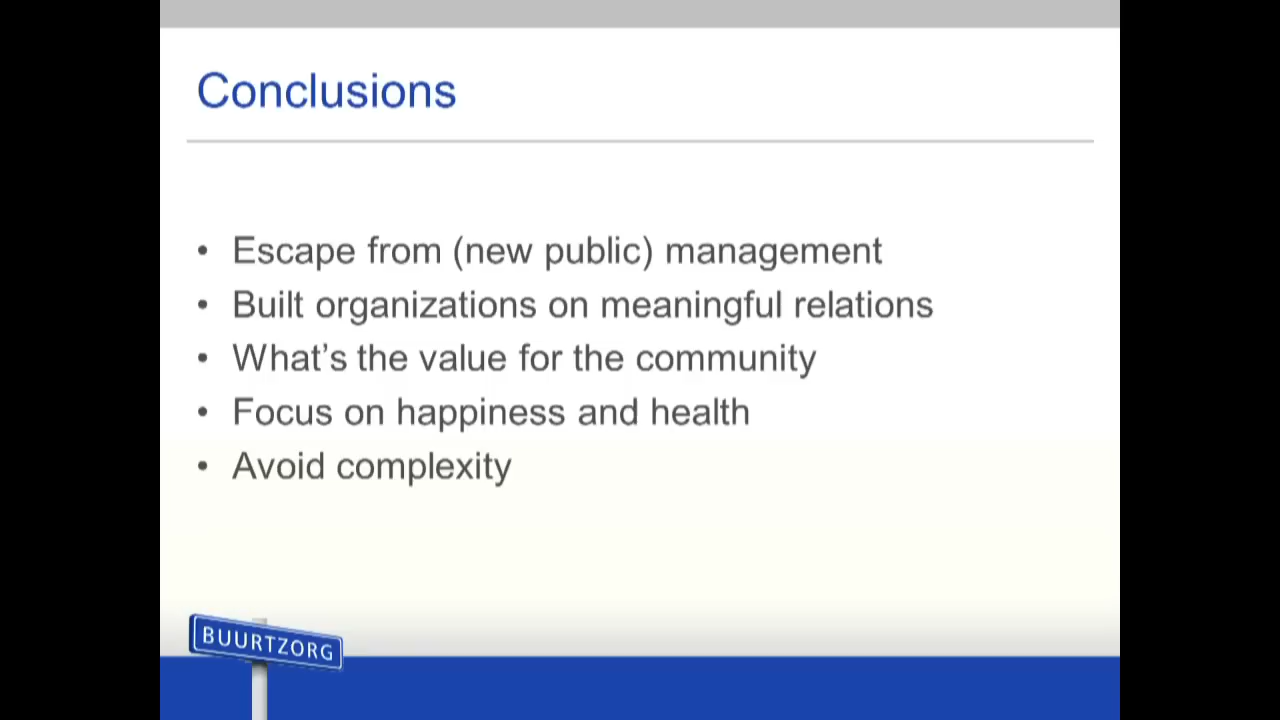 Conclusions
• Escape from (new public) management
• Built organizations on meaningful relations
• What’s the value for the community
• Focus on happiness and health
• Avoid complexity
BUURTZORG